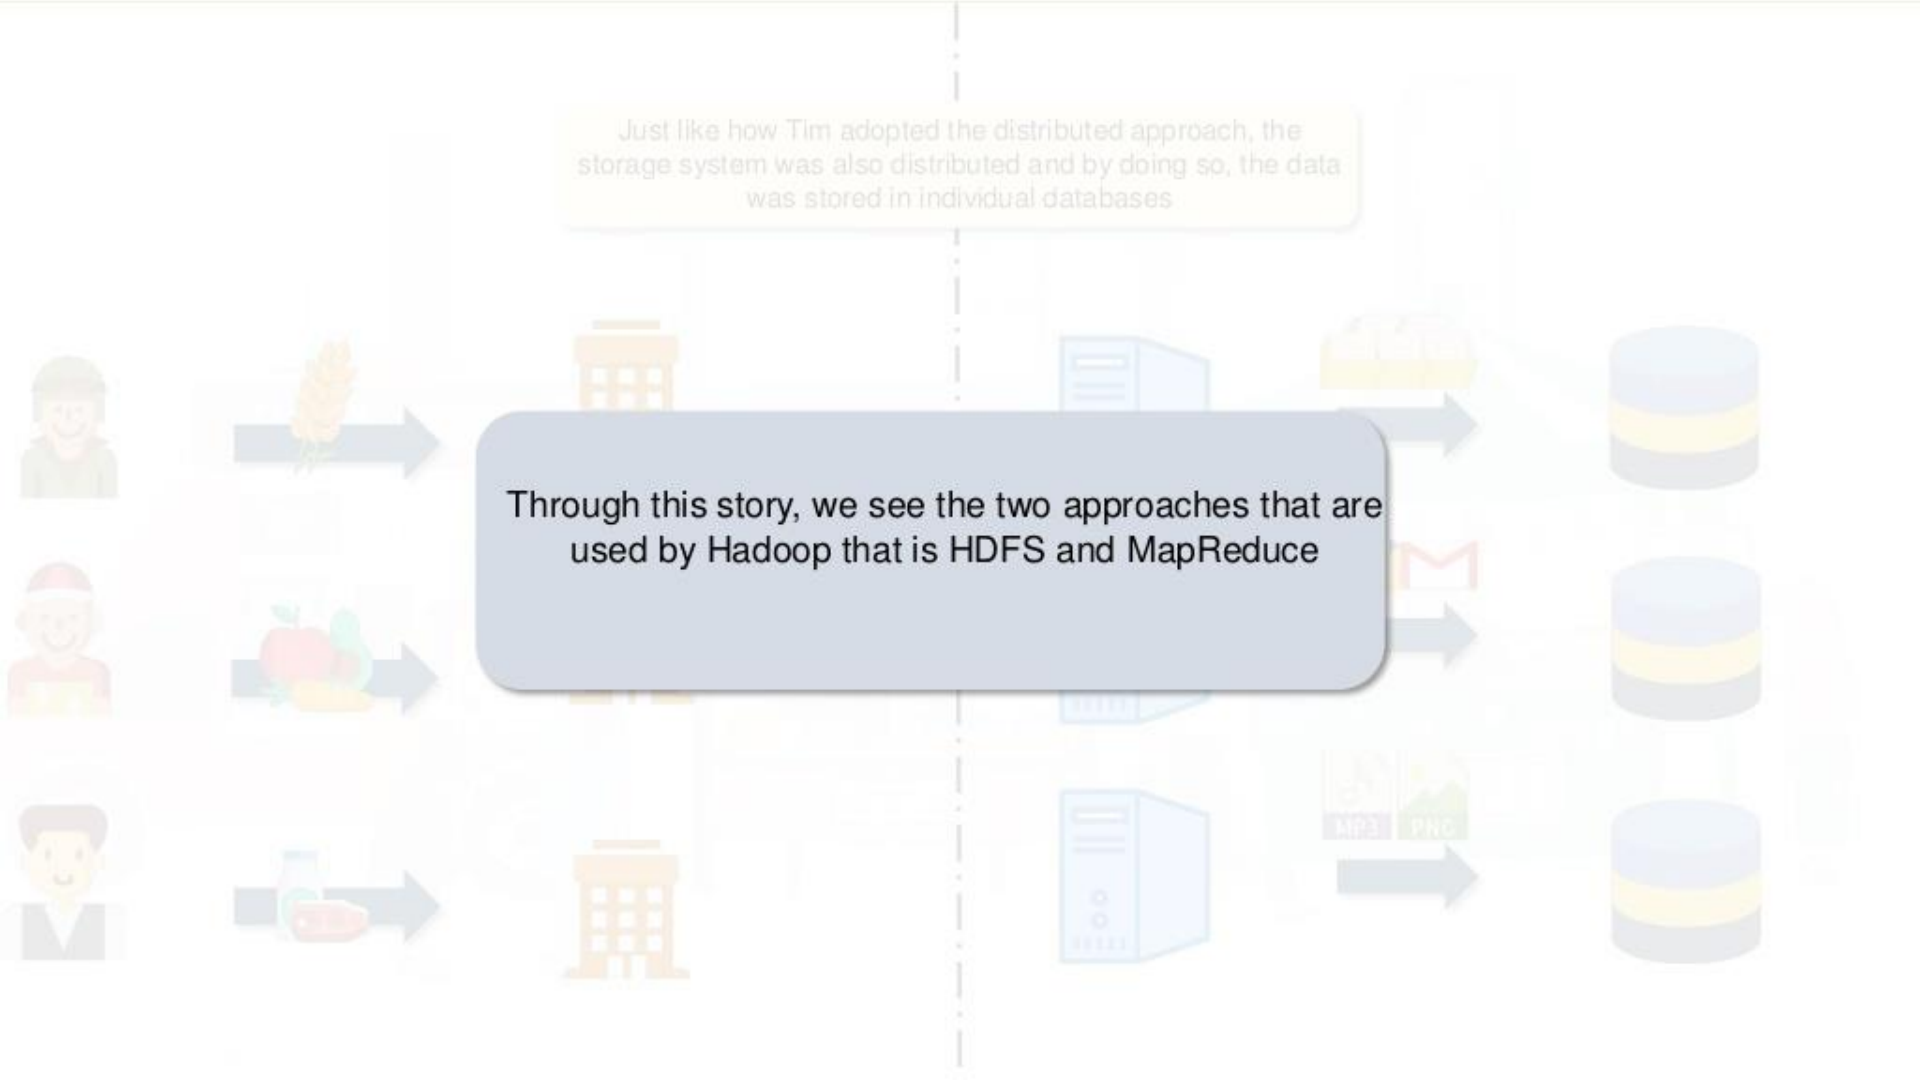 Just like how Tim adopted the distributed approach, the
storage system was also distributed and by doing so, the data
was stored in individual databases
Through this story, we see the two approaches that are
used by Hadoop that is HDFS and MapReduce
MP3 PNG